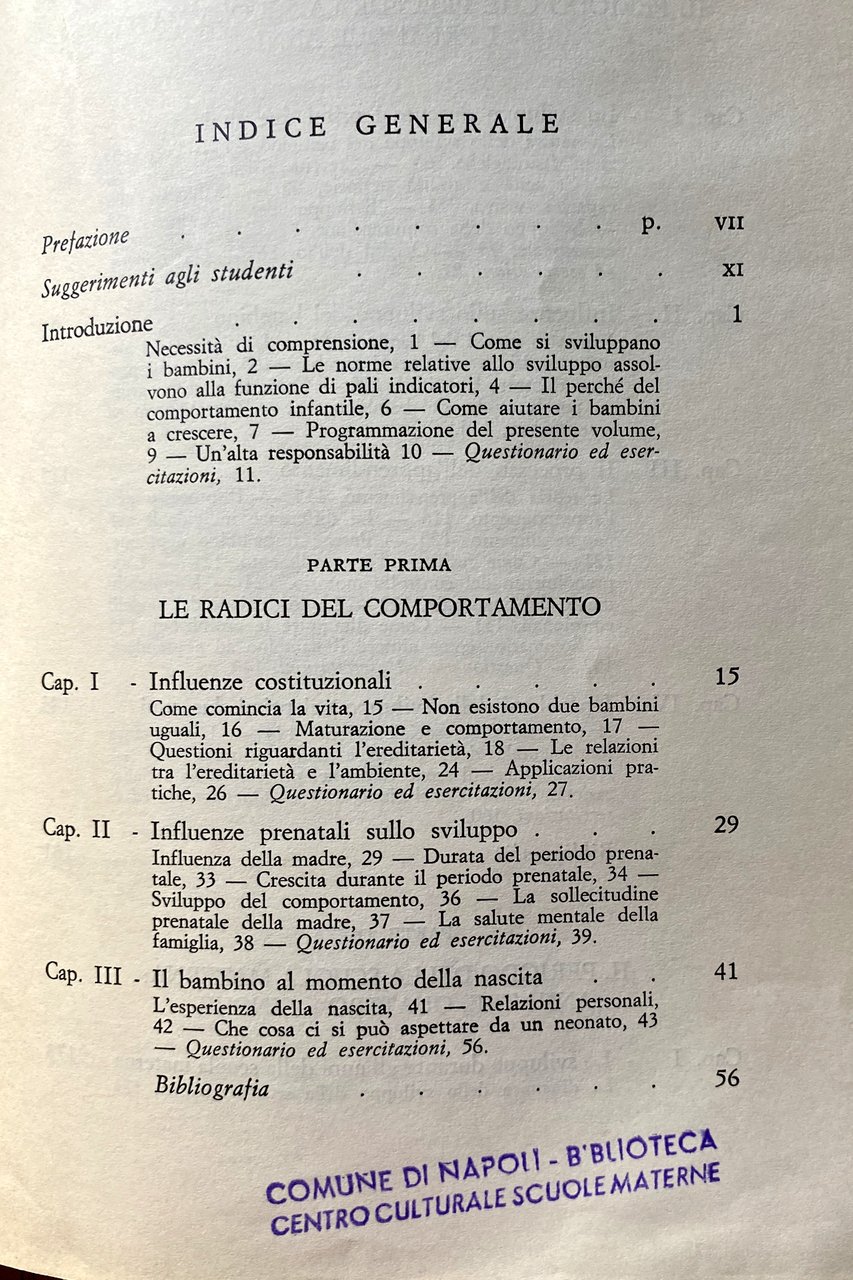 INDICE GENERALE
Prefazione . . . . . . . . p. VII
Suggerimenti agli studenti . . . . . . XI
Introduzione . . . . . . . . 1
Necessità di comprensione, 1 — Come si sviluppano
i bambini, 2 — Le norme relative allo sviluppo assol-
vono alla funzione di pali indicatori, 4 — Il perché del
comportamento infantile, 6 — Come aiutare i bambini
a crescere, 7 — Programmazione del presente volume,
9 — Un'alta responsabilità 10 — Questionario ed eser-
citazioni, 11.
PARTE PRIMA
LE RADICI DEL COMPORTAMENTO
Cap. I - Influenze costituzionali . . . . . 15
Come comincia la vita, 15 — Non esistono due bambini
uguali, 16 — Maturazione e comportamento, 17 —
Questioni riguardanti l'ereditarietà, 18 — Le relazioni
tra l'ereditarietà e l'ambiente, 24 — Applicazioni pra-
tiche, 26 — Questionario ed esercitazioni, 27.
Cap. II - Influenze prenatali sullo sviluppo . . . 29
Influenza della madre, 29 — Durata del periodo prena-
tale, 33 — Crescita durante il periodo prenatale, 34 —
Sviluppo del comportamento, 36 — La sollecitudine
prenatale della madre, 37 — La salute mentale della
famiglia, 38 — Questionario ed esercitazioni, 39.
Cap. III - Il bambino al momento della nascita . . 41
L'esperienza della nascita, 41 — Relazioni personali,
42 — Che cosa ci si può aspettare da un neonato, 43
— Questionario ed esercitazioni, 56.
Bibliografia . . . . . . 56
COMUNE DI NAPOLI - B'BLIOTECA
CENTRO CULTURALE SCUOLE MATERNE